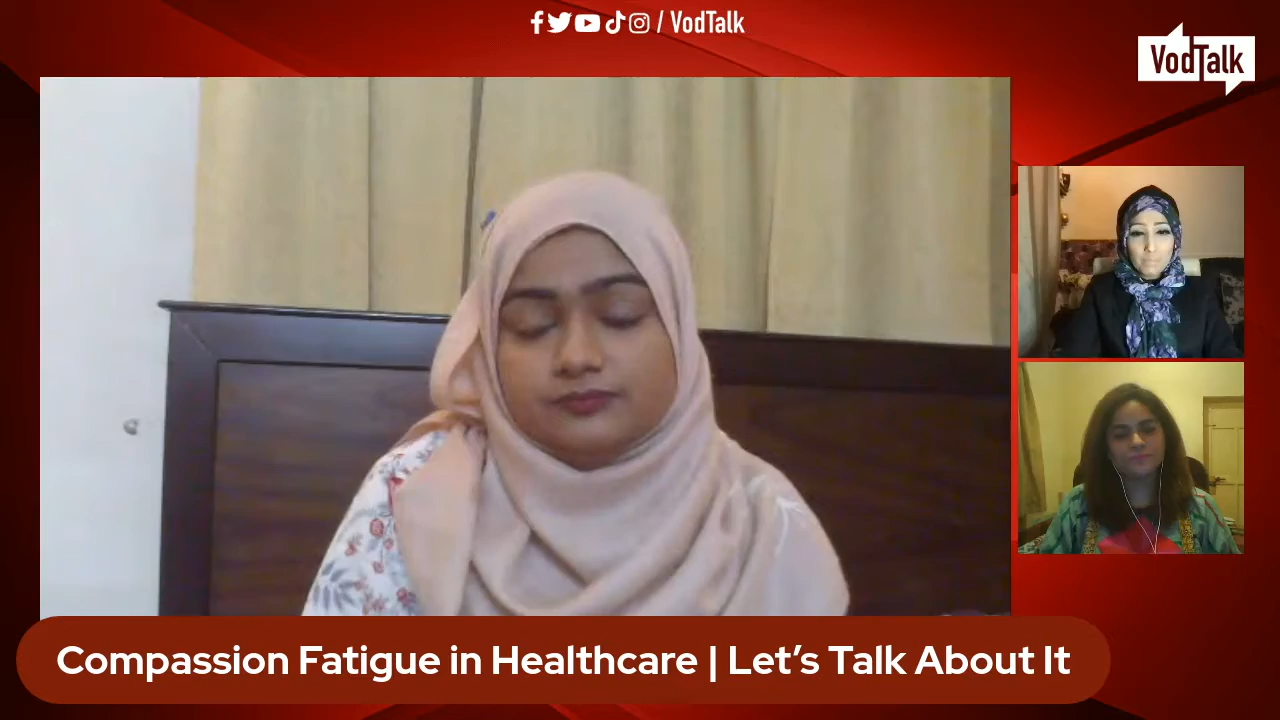 / VodTalk
VodTalk
Compassion Fatigue in Healthcare | Let’s Talk About It